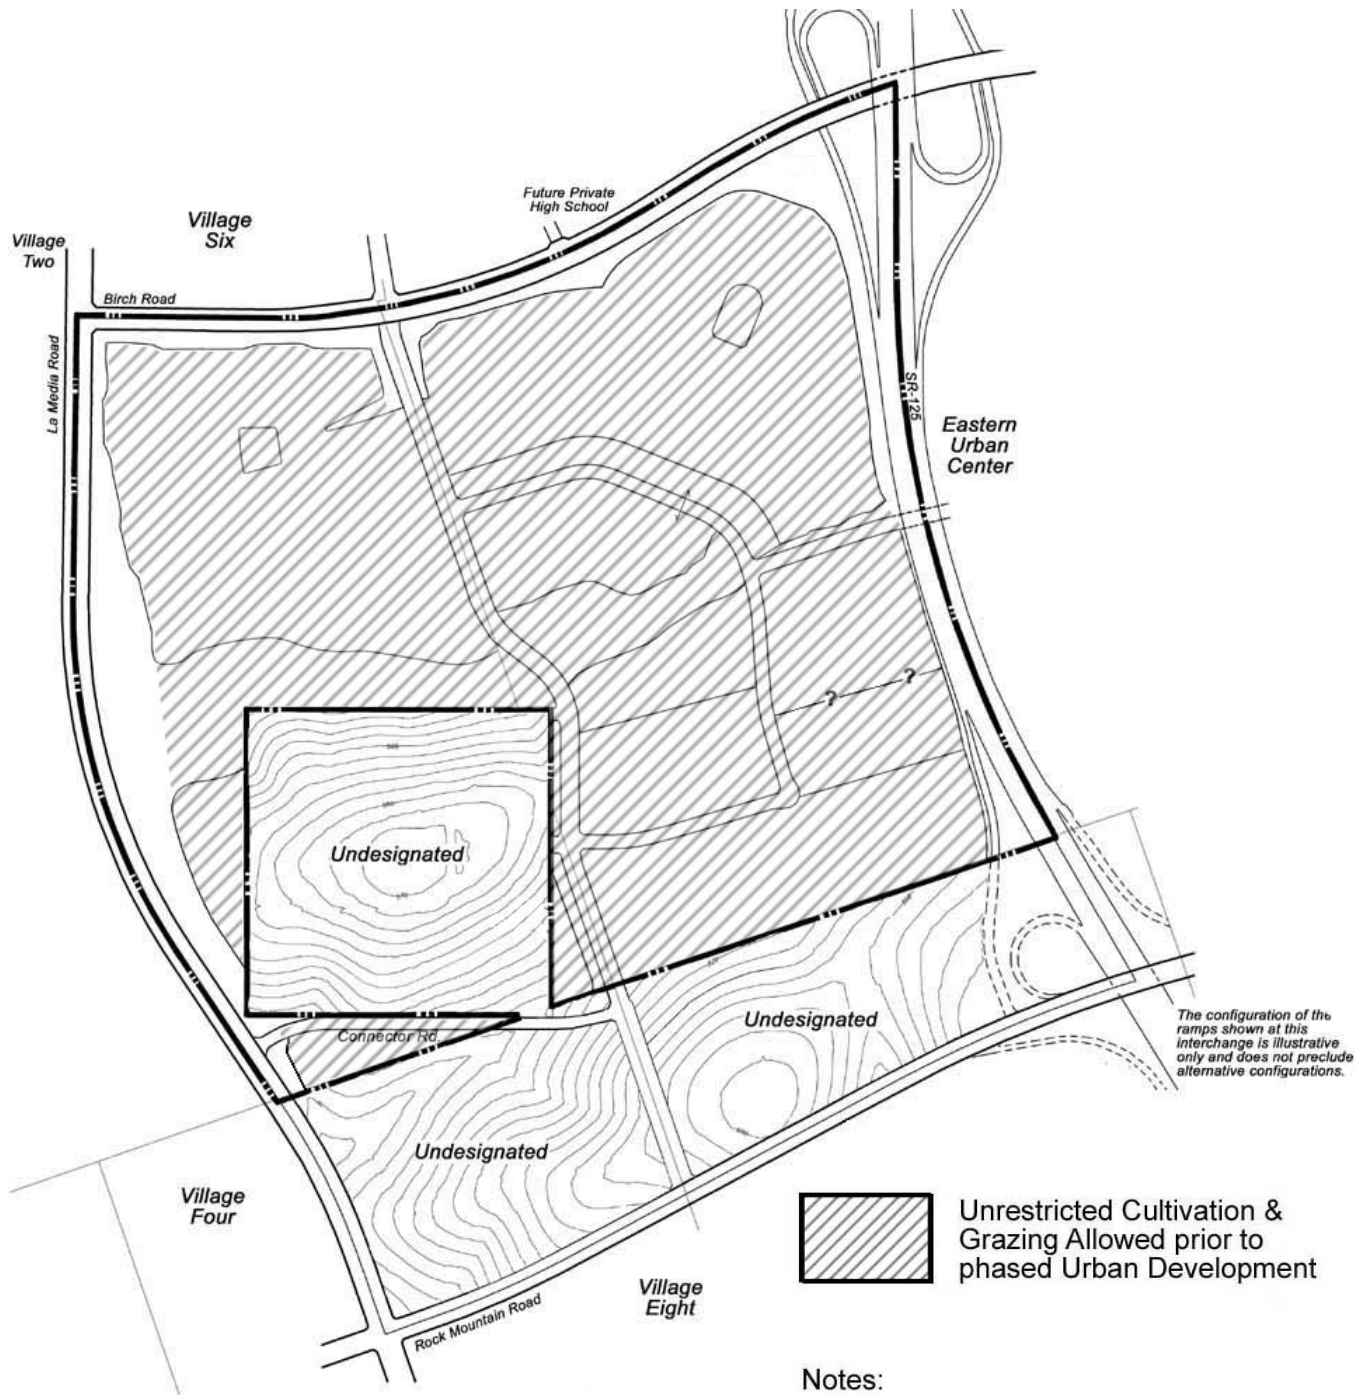 Future Private
High School
Village
Six
Village
Two
Birch Road
La Media Road
SR-125
Eastern
Urban
Center
?
?
Undesignated
Connector Rd.
Undesignated
The configuration of the
ramps shown at this
interchange is illustrative
only and does not preclude
alternative configurations.
Undesignated
Village
Four
Unrestricted Cultivation &
Grazing Allowed prior to
phased Urban Development
Village
Eight
Rock Mountain Road
Notes: